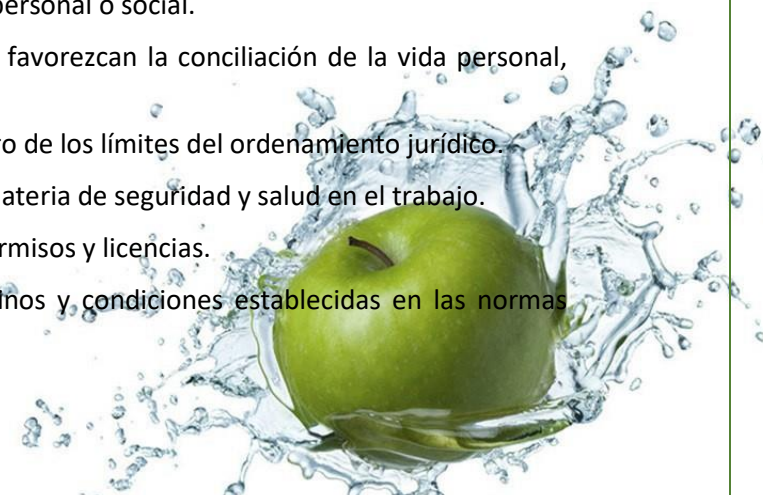 personal o social.
favorezcan la conciliación de la vida personal,
o de los límites del ordenamiento jurídico.
ateria de seguridad y salud en el trabajo.
rmisos y licencias.
inos y condiciones establecidas en las normas